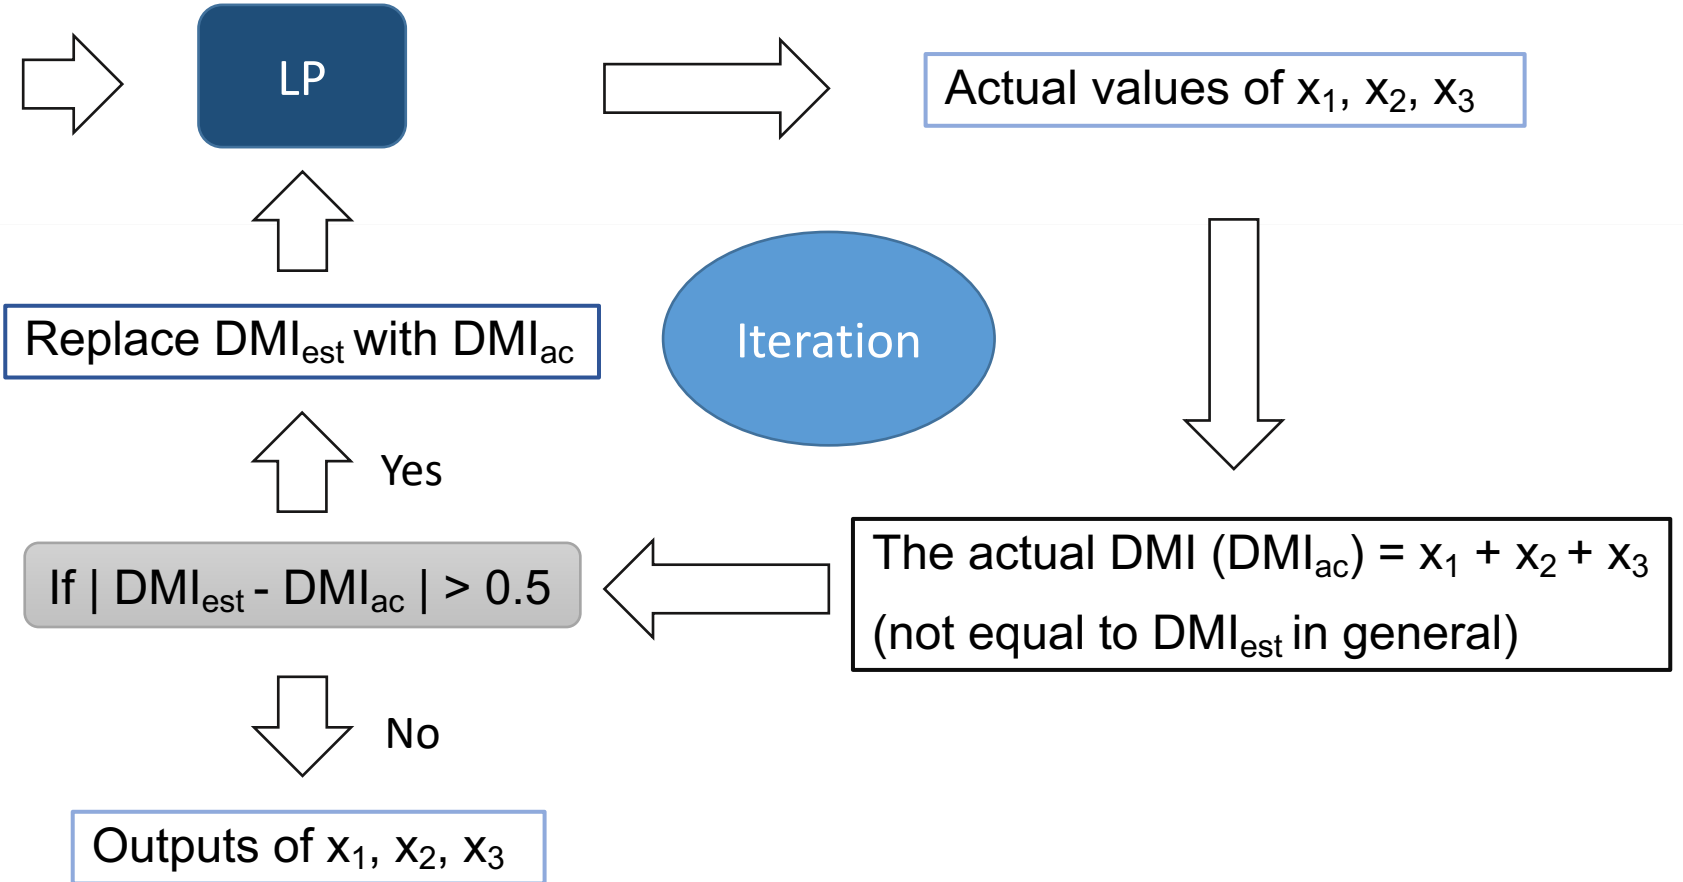 LP
Actual values of x₁, x₂, x₃
Replace DMIest with DMIac
Iteration
Yes
The actual DMI (DMIac) = x₁ + x₂ + x₃
(not equal to DMIest in general)
If | DMIest - DMIac | > 0.5
No
Outputs of x₁, x₂, x₃